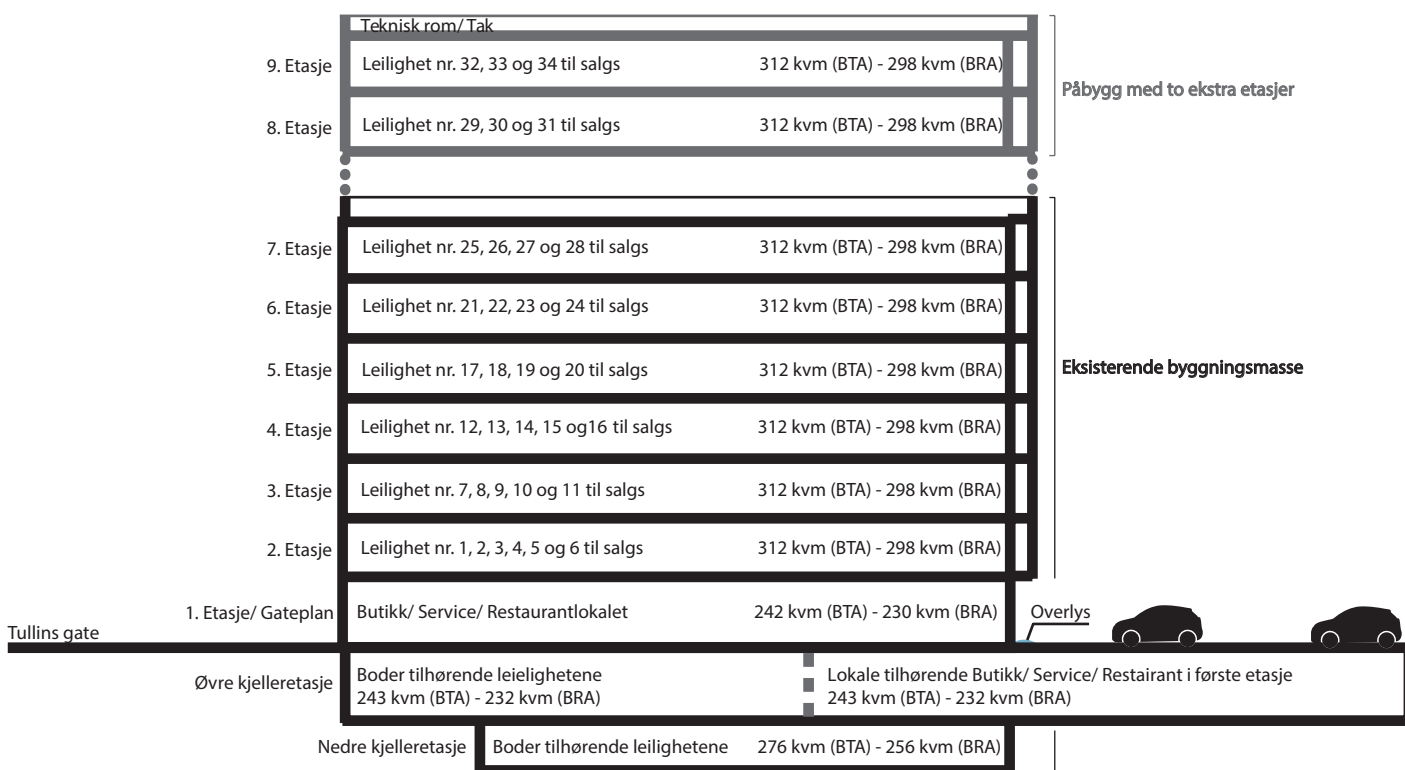 Teknisk rom/ Tak
9. Etasje Leilighet nr. 32, 33 og 34 til salgs 312 kvm (BTA) - 298 kvm (BRA)
Påbygg med to ekstra etasjer
8. Etasje Leilighet nr. 29, 30 og 31 til salgs 312 kvm (BTA) - 298 kvm (BRA)
7. Etasje Leilighet nr. 25, 26, 27 og 28 til salgs 312 kvm (BTA) - 298 kvm (BRA)
6. Etasje Leilighet nr. 21, 22, 23 og 24 til salgs 312 kvm (BTA) - 298 kvm (BRA)
5. Etasje Leilighet nr. 17, 18, 19 og 20 til salgs 312 kvm (BTA) - 298 kvm (BRA)
Eksisterende byggningsmasse
4. Etasje Leilighet nr. 12, 13, 14, 15 og16 til salgs 312 kvm (BTA) - 298 kvm (BRA)
3. Etasje Leilighet nr. 7, 8, 9, 10 og 11 til salgs 312 kvm (BTA) - 298 kvm (BRA)
2. Etasje Leilighet nr. 1, 2, 3, 4, 5 og 6 til salgs 312 kvm (BTA) - 298 kvm (BRA)
1. Etasje/ Gateplan Butikk/ Service/ Restaurantlokalet 242 kvm (BTA) - 230 kvm (BRA) Overlys
Tullins gate
Øvre kjelleretasje
Boder tilhørende leielighetene
243 kvm (BTA) - 232 kvm (BRA)
Lokale tilhørende Butikk/ Service/ Restairant i første etasje
243 kvm (BTA) - 232 kvm (BRA)
Nedre kjelleretasje Boder tilhørende leilighetene 276 kvm (BTA) - 256 kvm (BRA)